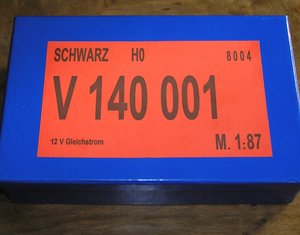 SCHWARZ H0 8004
V 140 001
12 V Gleichstrom M. 1:87